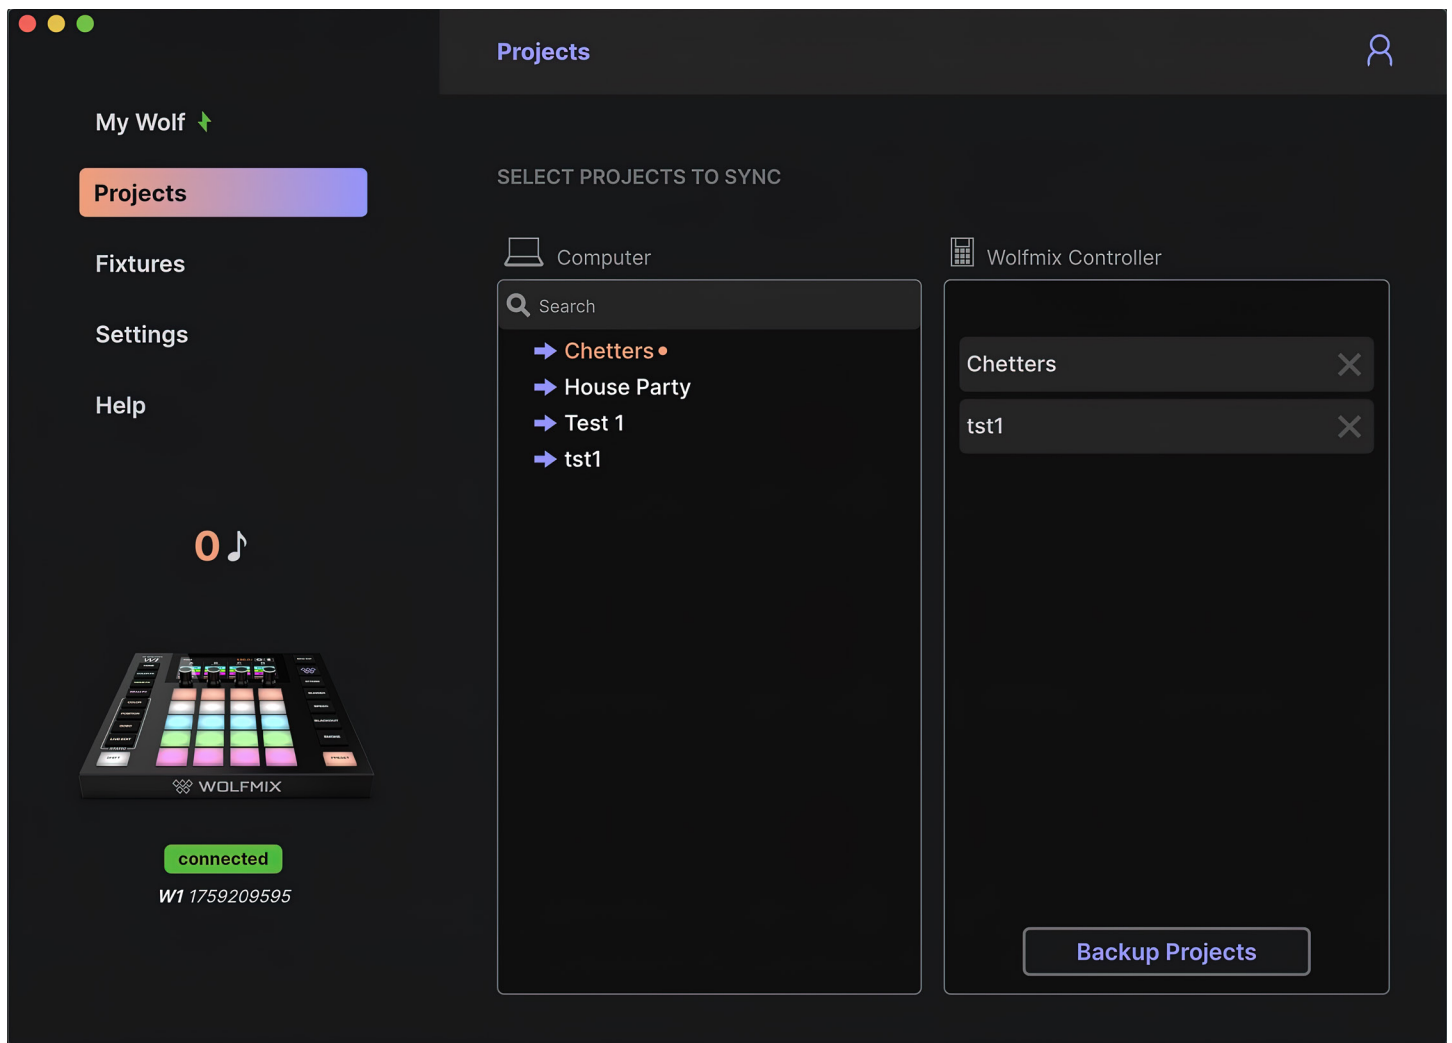 Projects
My Wolf
Projects
Fixtures
Settings
Help
0
WOLFMIX
connected
W1 1759209595
SELECT PROJECTS TO SYNC
Computer
Search
Chetters
House Party
Test 1
tst1
Wolfmix Controller
Chetters
tst1
Backup Projects